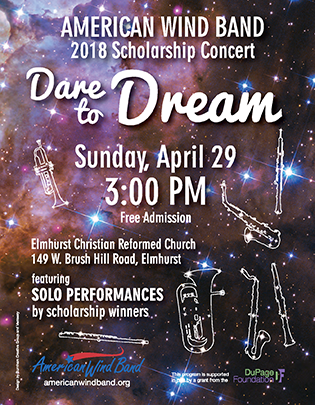 AMERICAN WIND BAND
2018 Scholarship Concert
Dare
to Dream
Sunday, April 29
3:00 PM
Free Admission
Elmhurst Christian Reformed Church
149 W. Brush Hill Road, Elmhurst
featuring
SOLO PERFORMANCES
by scholarship winners
American Wind Band
americanwindband.org
This program is supported
in part by a grant from the
DuPage
Foundation